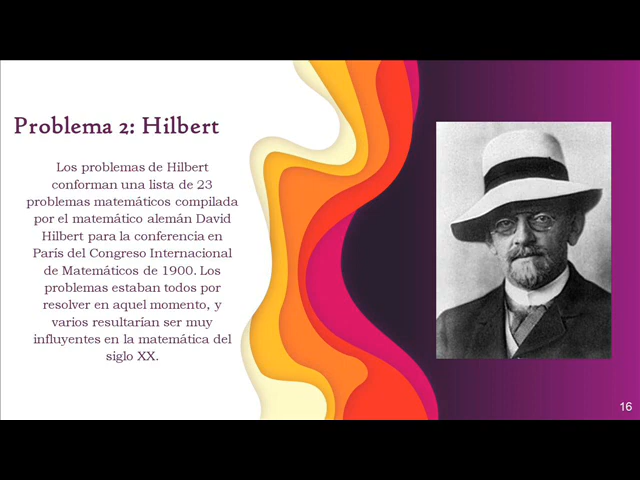 Problema 2: Hilbert
Los problemas de Hilbert
conforman una lista de 23
problemas matemáticos compilada
por el matemático alemán David
Hilbert para la conferencia en
París del Congreso Internacional
de Matemáticos de 1900. Los
problemas estaban todos por
resolver en aquel momento, y
varios resultarían ser muy
influyentes en la matemática del
siglo XX.
16